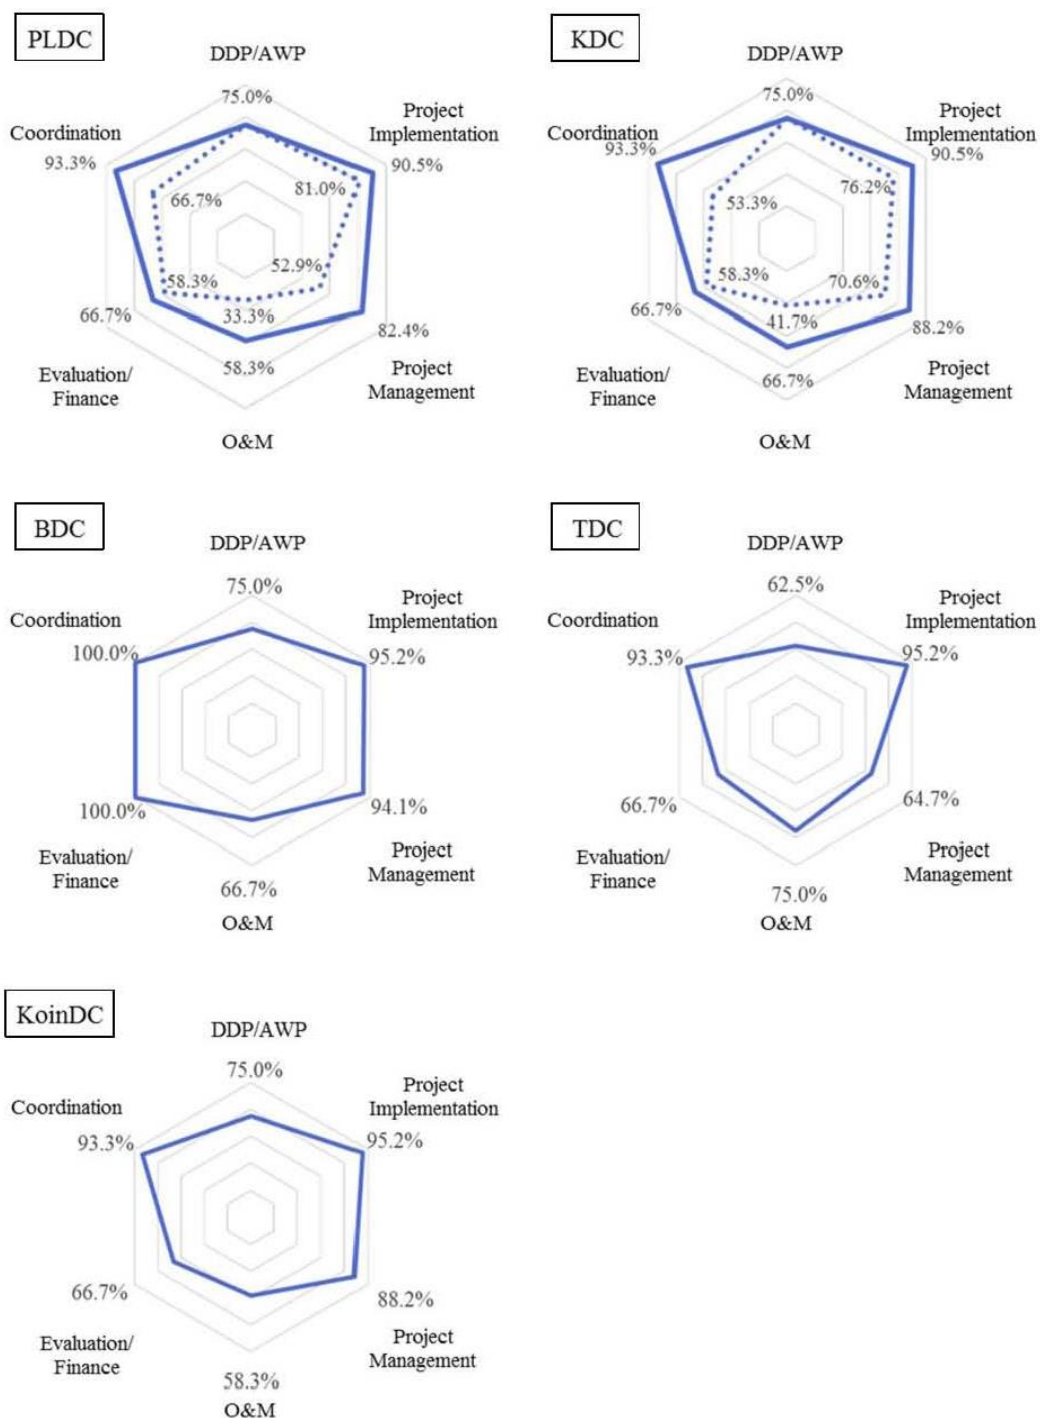 PLDC
DDP/AWP
75.0%
Project
Implementation
90.5%
Coordination
93.3%
81.0%
66.7%
52.9%
58.3%
33.3%
66.7%
82.4%
58.3%
Evaluation/
Finance
Project
Management
O&M
KDC
DDP/AWP
75.0%
Project
Implementation
90.5%
Coordination
93.3%
76.2%
53.3%
58.3%
70.6%
41.7%
66.7%
88.2%
66.7%
Evaluation/
Finance
Project
Management
O&M
BDC
DDP/AWP
75.0%
Project
Implementation
95.2%
Coordination
100.0%
100.0%
94.1%
Evaluation/
Finance
Project
Management
66.7%
O&M
TDC
DDP/AWP
62.5%
Project
Implementation
95.2%
Coordination
93.3%
66.7%
64.7%
Evaluation/
Finance
Project
Management
75.0%
O&M
KoinDC
DDP/AWP
75.0%
Project
Implementation
95.2%
Coordination
93.3%
66.7%
88.2%
Evaluation/
Finance
Project
Management
58.3%
O&M